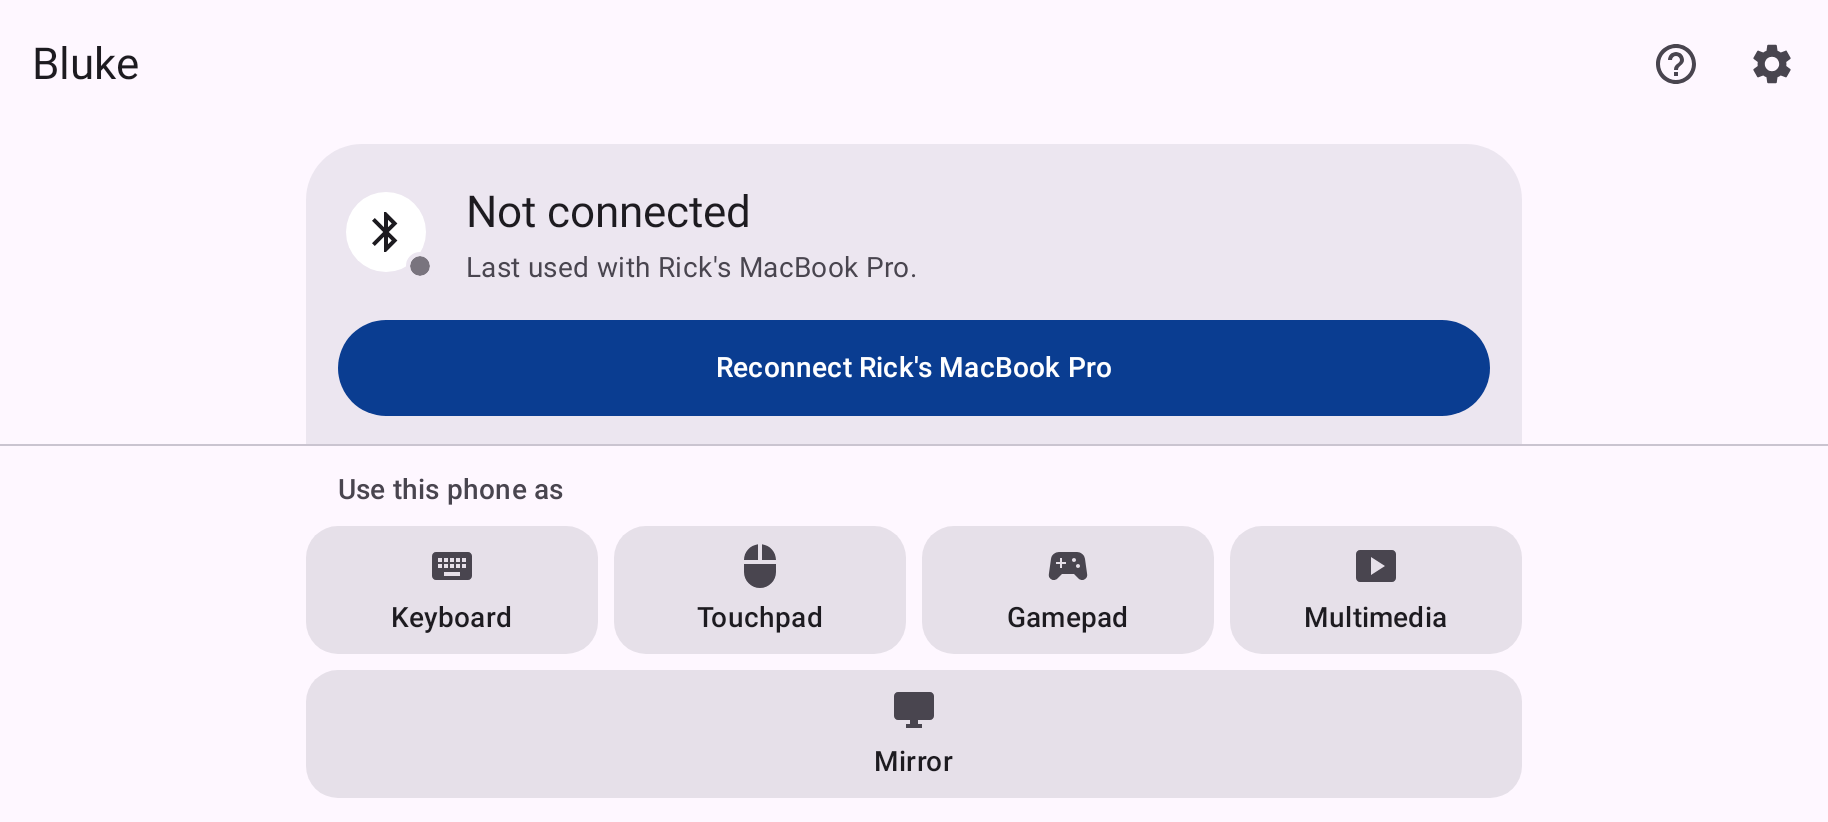 Bluke
Not connected
Last used with Rick's MacBook Pro.
Reconnect Rick's MacBook Pro
Use this phone as
Keyboard
Touchpad
Gamepad
Multimedia
Mirror